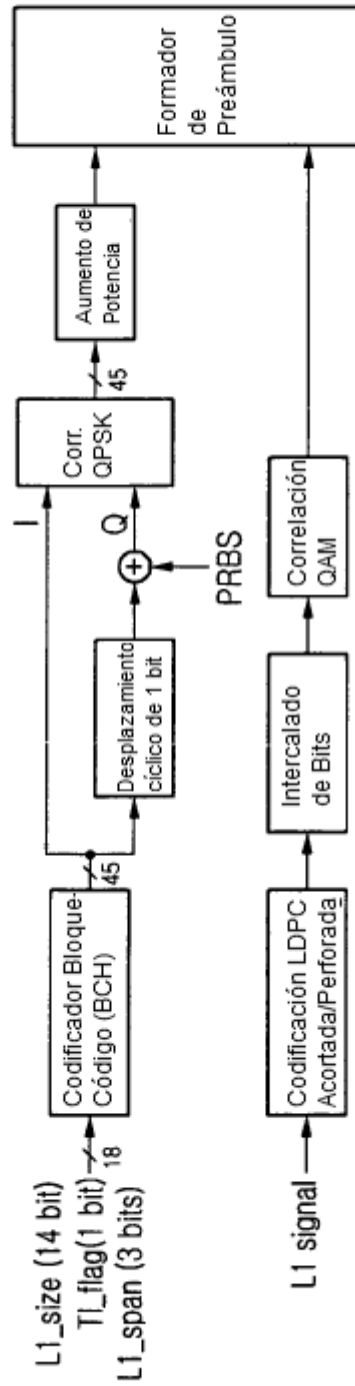 L1_size (14 bit)
TI_flag(1 bit)
L1_span (3 bits)
18
Codificador Bloque-
Código (BCH)
45
I
Desplazamiento
cíclico de 1 bit
Q
+
PRBS
Corr.
QPSK
45
Aumento de
Potencia
Formador
de
Preámbulo
L1 signal
Codificación LDPC
Acortada/Perforada
Intercalado
de Bits
Correlación
QAM